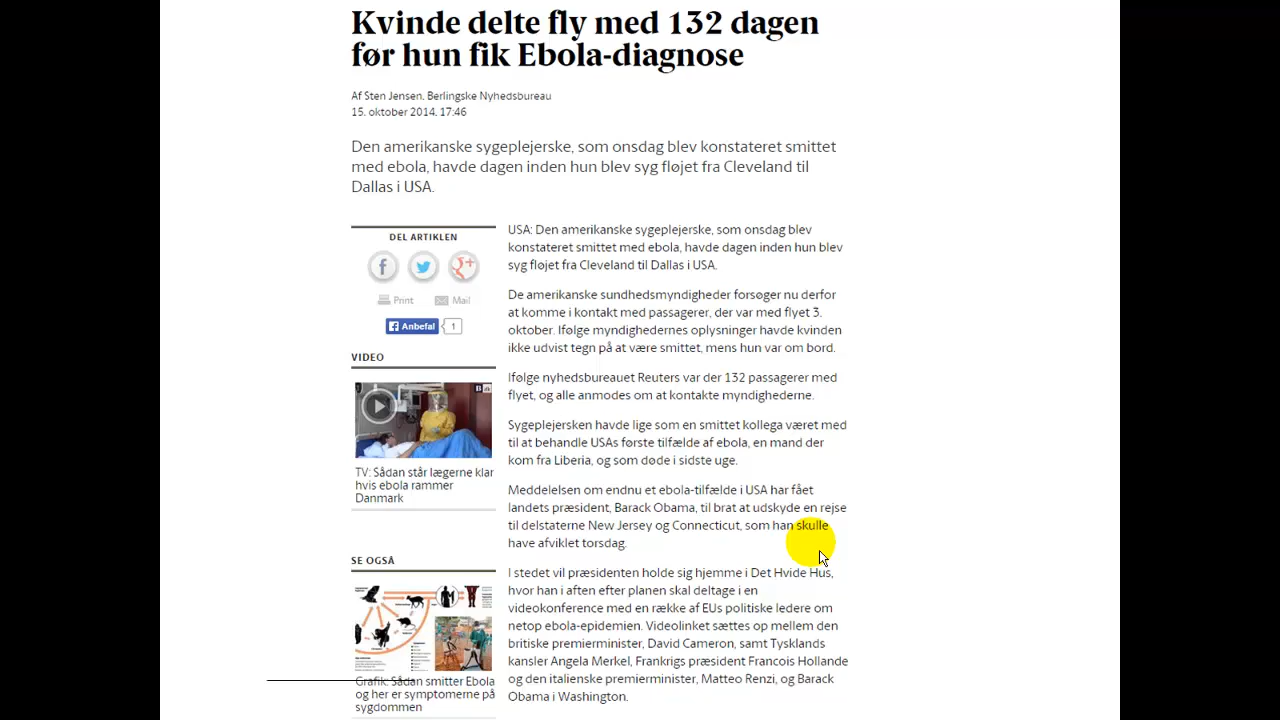 Kvinde delte fly med 132 dagen
før hun fik Ebola-diagnose
Af Sten Jensen, Berlingske Nyhedsbureau
15. oktober 2014, 17:46
Den amerikanske sygeplejerske, som onsdag blev konstateret smittet
med ebola, havde dagen inden hun blev syg fløjet fra Cleveland til
Dallas i USA.
DEL ARTIKLEN
Print
Mail
Anbefal
1
VIDEO
TV: Sådan står lægerne klar
hvis ebola rammer
Danmark
SE OGSÅ
Grafik: Sådan smitter Ebola
og her er symptomerne på
sygdommen
USA: Den amerikanske sygeplejerske, som onsdag blev
konstateret smittet med ebola, havde dagen inden hun blev
syg fløjet fra Cleveland til Dallas i USA.
De amerikanske sundhedsmyndigheder forsøger nu derfor
at komme i kontakt med passagerer, der var med flyet 3.
oktober. Ifølge myndighedernes oplysninger havde kvinden
ikke udvist tegn på at være smittet, mens hun var om bord.
Ifølge nyhedsbureauet Reuters var der 132 passagerer med
flyet, og alle anmodes om at kontakte myndighederne.
Sygeplejersken havde lige som en smittet kollega været med
til at behandle USAs første tilfælde af ebola, en mand der
kom fra Liberia, og som døde i sidste uge.
Meddelelsen om endnu et ebola-tilfælde i USA har fået
landets præsident, Barack Obama, til brat at udskyde en rejse
til delstaterne New Jersey og Connecticut, som han skulle
have afviklet torsdag.
I stedet vil præsidenten holde sig hjemme i Det Hvide Hus,
hvor han i aften efter planen skal deltage i en
videokonference med en række af EUs politiske ledere om
netop ebola-epidemien. Videolinket sættes op mellem den
britiske premierminister, David Cameron, samt Tysklands
kansler Angela Merkel, Frankrigs præsident Francois Hollande
og den italienske premierminister, Matteo Renzi, og Barack
Obama i Washington.